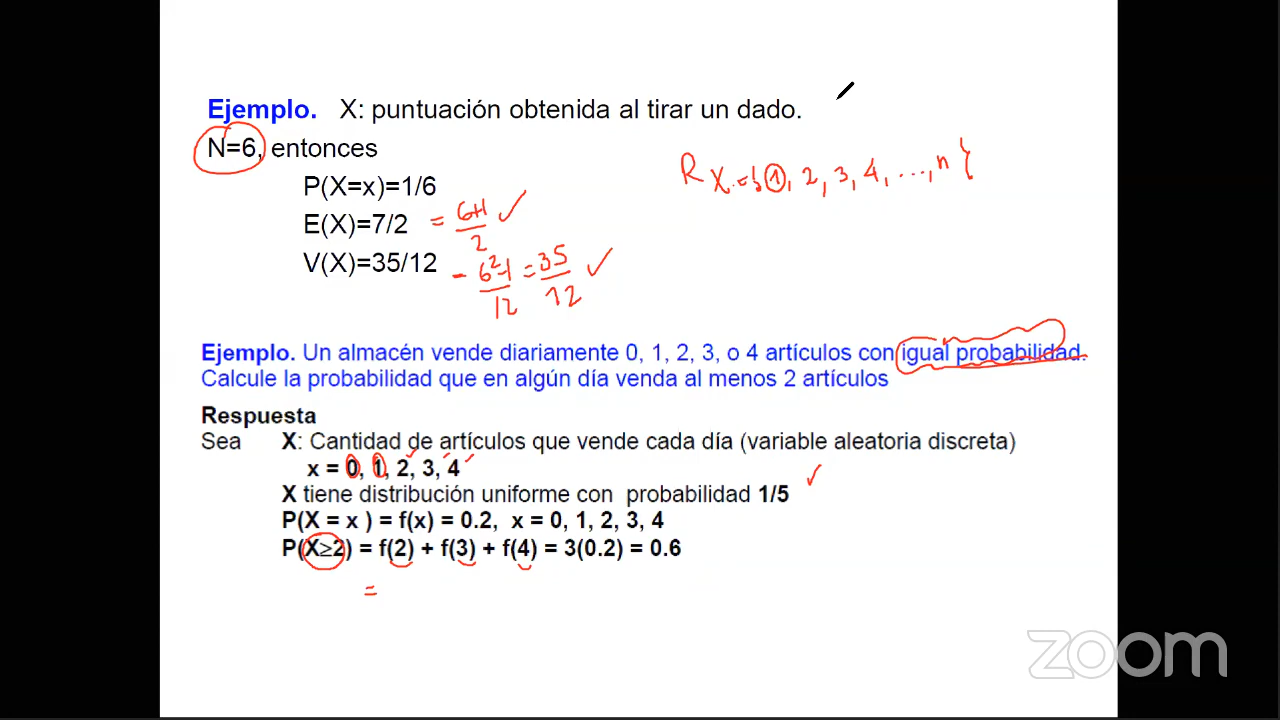 Ejemplo. X: puntuación obtenida al tirar un dado.
N=6, entonces
R X = { 1, 2, 3, 4, ..., n }
P(X=x)=1/6
E(X)=7/2 = 6+1/2
V(X)=35/12 = 6²-1/12 = 35/12
Ejemplo. Un almacén vende diariamente 0, 1, 2, 3, o 4 artículos con igual probabilidad.
Calcule la probabilidad que en algún día venda al menos 2 artículos
Respuesta
Sea X: Cantidad de artículos que vende cada día (variable aleatoria discreta)
x = 0, 1, 2, 3, 4
X tiene distribución uniforme con probabilidad 1/5
P(X = x ) = f(x) = 0.2, x = 0, 1, 2, 3, 4
P(X≥2) = f(2) + f(3) + f(4) = 3(0.2) = 0.6
=
zoom